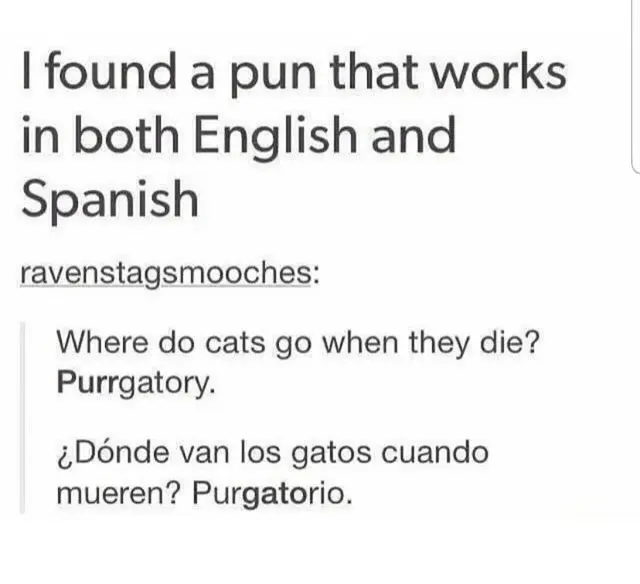 I found a pun that works
in both English and
Spanish
ravenstagsmooches:
Where do cats go when they die?
Purrgatory.
¿Dónde van los gatos cuando
mueren? Purgatorio.